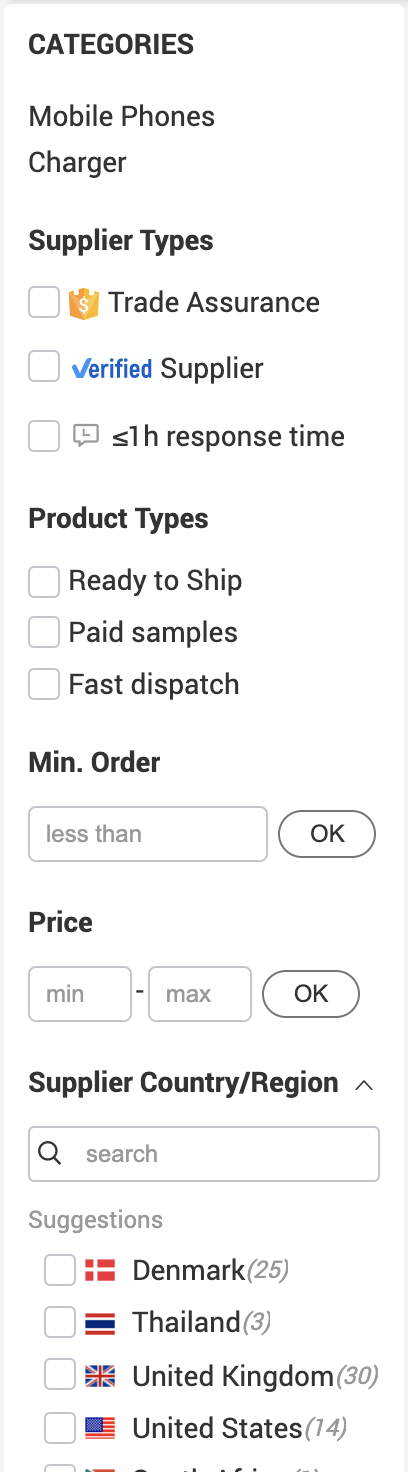 CATEGORIES
Mobile Phones
Charger
Supplier Types
Trade Assurance
Verified Supplier
≤1h response time
Product Types
Ready to Ship
Paid samples
Fast dispatch
Min. Order
less than OK
Price
min - max OK
Supplier Country/Region
search
Suggestions
Denmark(25)
Thailand(3)
United Kingdom(30)
United States(14)